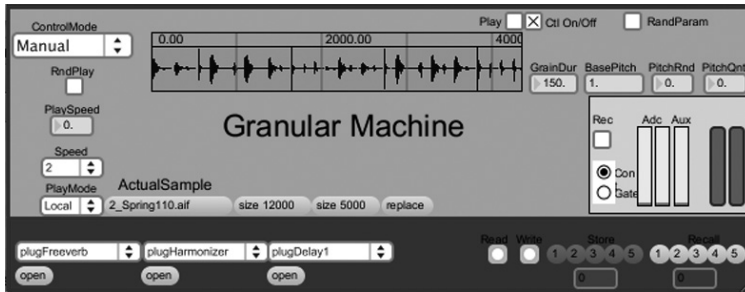 ControlMode
Manual
RndPlay
PlaySpeed
0.
Speed
2
PlayMode
Local
Play
Ctl On/Off
RandParam
0.00 2000.00 4000
GrainDur BasePitch PitchRnd PitchQnt
150. 1. 0. 0.
Granular Machine
Rec Adc Aux
Con
Gate
ActualSample
2_Spring110.aif size 12000 size 5000 replace
plugFreeverb plugHarmonizer plugDelay1
open open open
Read Write Store Recall
1 2 3 4 5 1 2 3 4 5
0 0